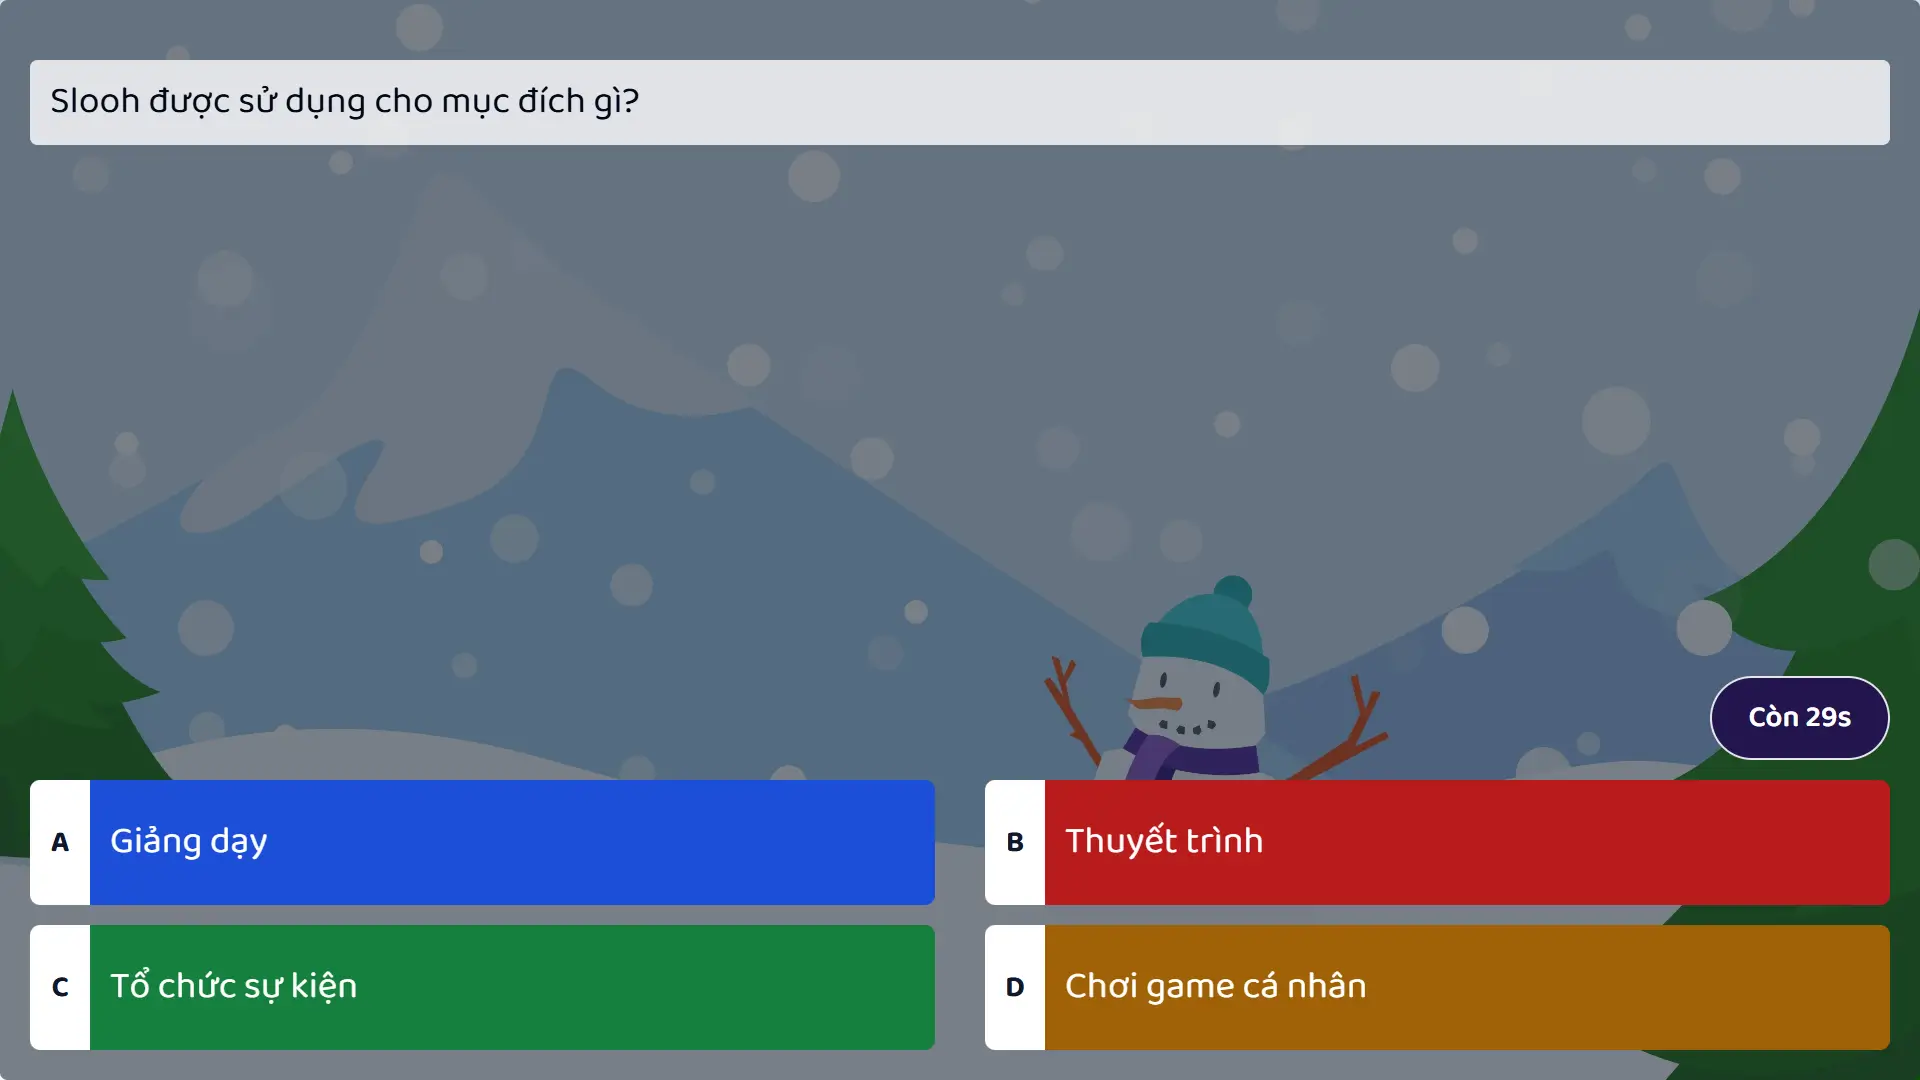 Slooh được sử dụng cho mục đích gì?
Còn 29s
A Giảng dạy
B Thuyết trình
C Tổ chức sự kiện
D Chơi game cá nhân